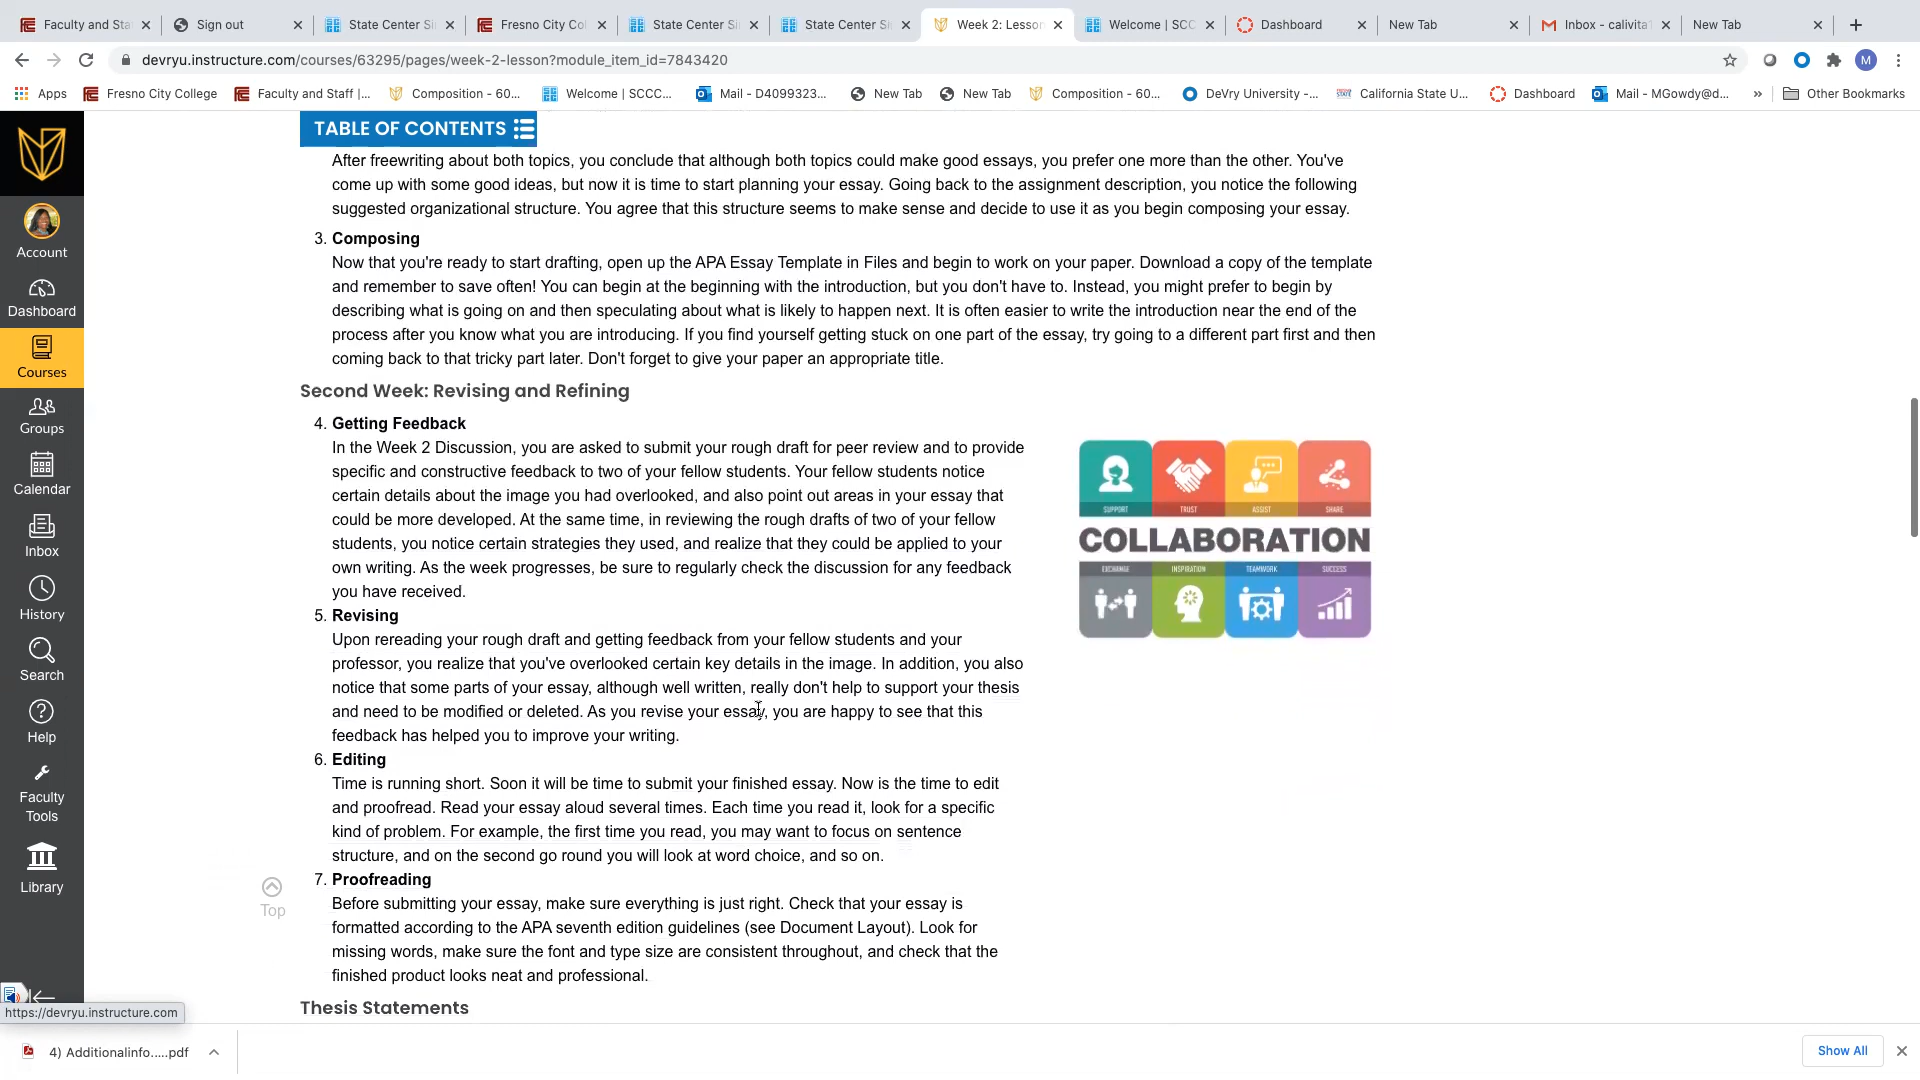 Faculty and Sta
Sign out
State Center Si
Fresno City Col
State Center Si
State Center Si
Week 2: Lesson
Welcome | SCC
Dashboard
New Tab
Inbox - calivita
New Tab
devryu.instructure.com/courses/63295/pages/week-2-lesson?module_item_id=7843420
M
Apps
Fresno City College
Faculty and Staff |...
Composition - 60...
Welcome | SCCC...
Mail - D4099323...
New Tab
New Tab
Composition - 60...
DeVry University -...
California State U...
Dashboard
Mail - MGowdy@d...
»
Other Bookmarks
TABLE OF CONTENTS
After freewriting about both topics, you conclude that although both topics could make good essays, you prefer one more than the other. You've
come up with some good ideas, but now it is time to start planning your essay. Going back to the assignment description, you notice the following
suggested organizational structure. You agree that this structure seems to make sense and decide to use it as you begin composing your essay.
3. Composing
Now that you're ready to start drafting, open up the APA Essay Template in Files and begin to work on your paper. Download a copy of the template
and remember to save often! You can begin at the beginning with the introduction, but you don't have to. Instead, you might prefer to begin by
describing what is going on and then speculating about what is likely to happen next. It is often easier to write the introduction near the end of the
process after you know what you are introducing. If you find yourself getting stuck on one part of the essay, try going to a different part first and then
coming back to that tricky part later. Don't forget to give your paper an appropriate title.
Second Week: Revising and Refining
4. Getting Feedback
In the Week 2 Discussion, you are asked to submit your rough draft for peer review and to provide
specific and constructive feedback to two of your fellow students. Your fellow students notice
certain details about the image you had overlooked, and also point out areas in your essay that
could be more developed. At the same time, in reviewing the rough drafts of two of your fellow
students, you notice certain strategies they used, and realize that they could be applied to your
own writing. As the week progresses, be sure to regularly check the discussion for any feedback
you have received.
5. Revising
Upon rereading your rough draft and getting feedback from your fellow students and your
professor, you realize that you've overlooked certain key details in the image. In addition, you also
notice that some parts of your essay, although well written, really don't help to support your thesis
and need to be modified or deleted. As you revise your essay, you are happy to see that this
feedback has helped you to improve your writing.
6. Editing
Time is running short. Soon it will be time to submit your finished essay. Now is the time to edit
and proofread. Read your essay aloud several times. Each time you read it, look for a specific
kind of problem. For example, the first time you read, you may want to focus on sentence
structure, and on the second go round you will look at word choice, and so on.
7. Proofreading
Before submitting your essay, make sure everything is just right. Check that your essay is
formatted according to the APA seventh edition guidelines (see Document Layout). Look for
missing words, make sure the font and type size are consistent throughout, and check that the
finished product looks neat and professional.
Thesis Statements
SUPPORT
TRUST
ASSIST
SHARE
COLLABORATION
EXCHANGE
INSPIRATION
TEAMWORK
SUCCESS
Account
Dashboard
Courses
Groups
Calendar
Inbox
History
Search
Help
Faculty
Tools
Library
Top
https://devryu.instructure.com
4) Additionalinfo.....pdf
Show All